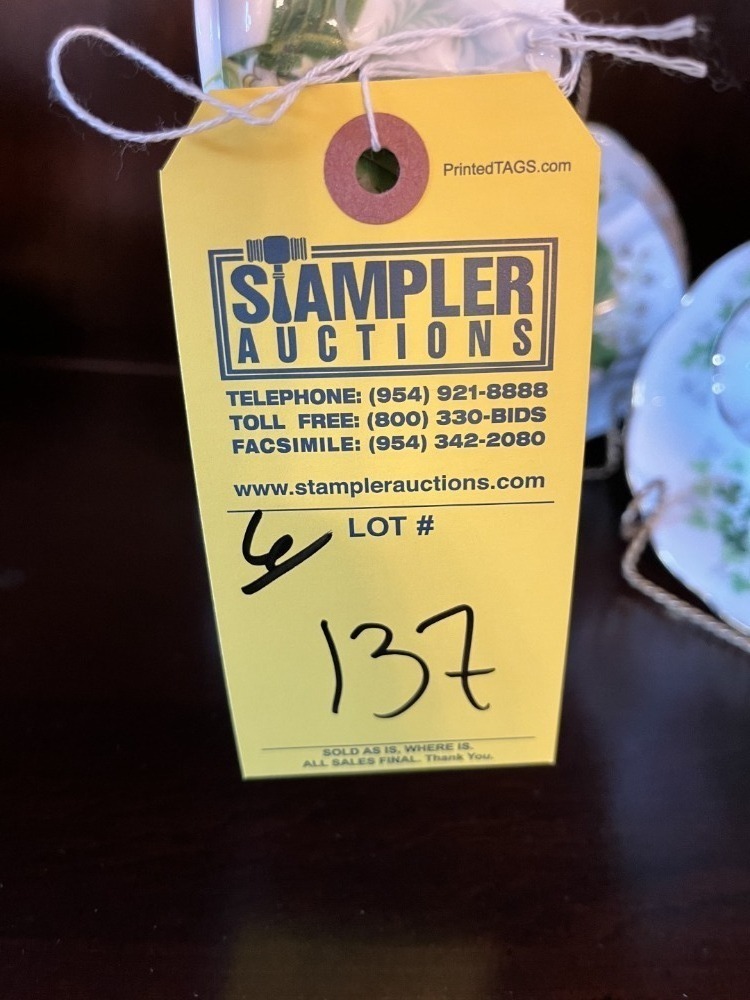 PrintedTAGS.com
STAMPLER
AUCTIONS
TELEPHONE: (954) 921-8888
TOLL FREE: (800) 330-BIDS
FACSIMILE: (954) 342-2080
www.stamplerauctions.com
6 LOT #
137
SOLD AS IS, WHERE IS.
ALL SALES FINAL. Thank You.